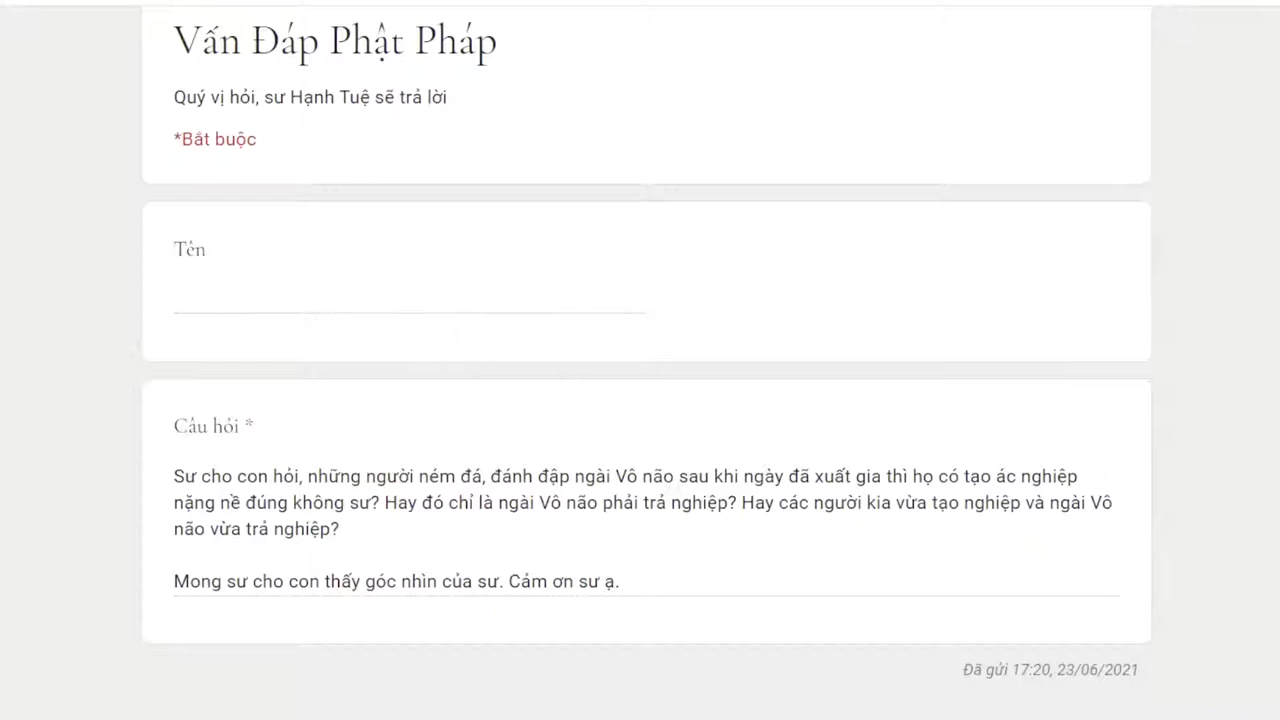 Vấn Đáp Phật Pháp
Quý vị hỏi, sư Hạnh Tuệ sẽ trả lời
*Bắt buộc
Tên
Câu hỏi *
Sư cho con hỏi, những người ném đá, đánh đập ngài Vô não sau khi ngày đã xuất gia thì họ có tạo ác nghiệp
nặng nề đúng không sư? Hay đó chỉ là ngài Vô não phải trả nghiệp? Hay các người kia vừa tạo nghiệp và ngài Vô
não vừa trả nghiệp?
Mong sư cho con thấy góc nhìn của sư. Cảm ơn sư ạ.
Đã gửi 17:20, 23/06/2021